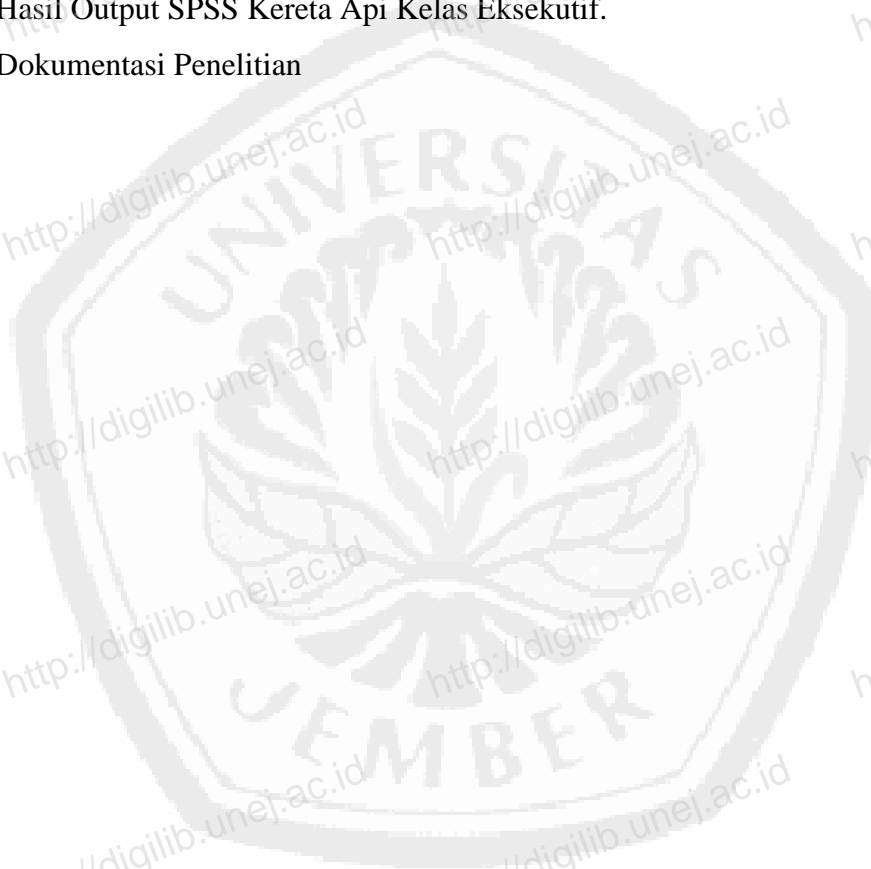 Hasil Output SPSS Kereta Api Kelas Eksekutif.
Dokumentasi Penelitian
http://digilib.unej.ac.id
http://digilib.unej.ac.id
UNIVERSITAS
http://digilib.unej.ac.id
http://digilib.unej.ac.id
http://digilib.unej.ac.id
http://digilib.unej.ac.id
JEMBER
//digilib.unej.ac.id
//digilib.unej.ac.id